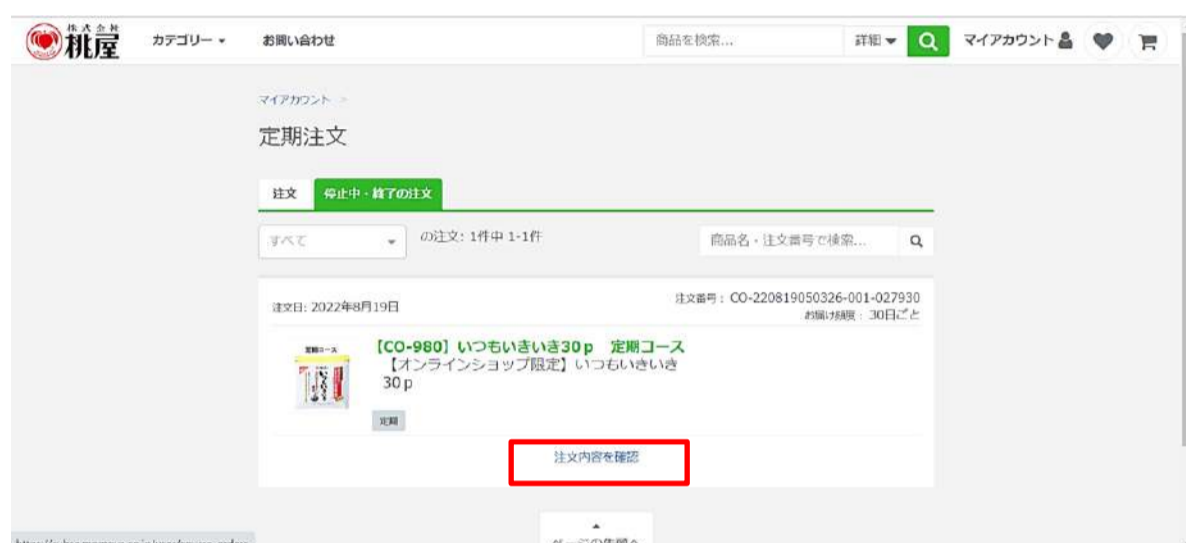 株式会社
桃屋
カテゴリー
お問い合わせ
商品を検索...
詳細
マイアカウント
マイアカウント >
定期注文
注文
停止中・終了の注文
すべて
の注文: 1件中 1-1件
商品名・注文番号で検索...
注文日: 2022年8月19日
注文番号: CO-220819050326-001-027930
お届け頻度: 30日ごと
定期コース
【CO-980】いつもいきいき30p 定期コース
【オンラインショップ限定】いつもいきいき
30p
定期
注文内容を確認